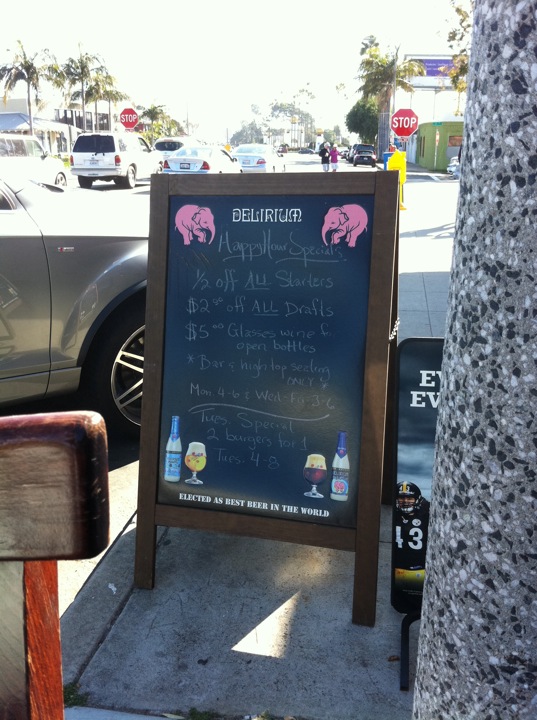 STOP
STOP
DELIRIUM
Happy Hour Specials
1/2 off ALL Starters
$2.00 off ALL Drafts
$5.00 Glasses wine f.
open bottles
* Bar & high top seating
ONLY
Mon. 4-6 & Wed.-Fri. 3-6
Tues. Special
2 burgers for 1
Tues. 4-8
ELECTED AS BEST BEER IN THE WORLD
43